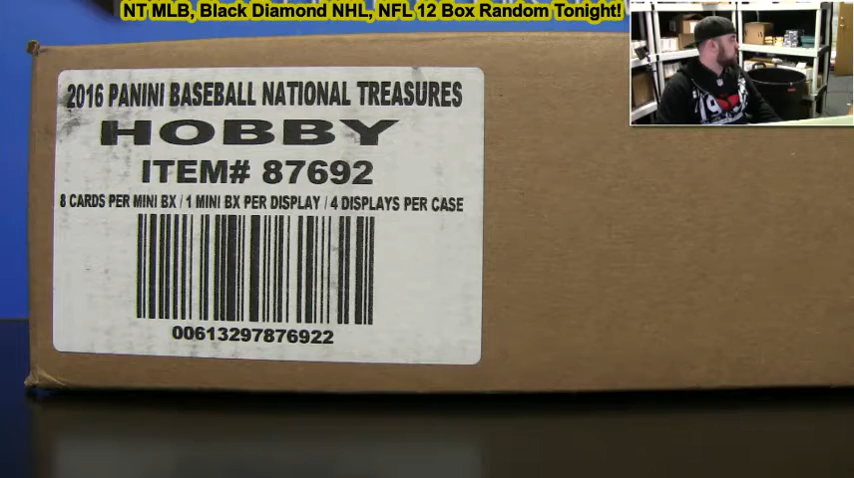 NT MLB, Black Diamond NHL, NFL 12 Box Random Tonight!
2016 PANINI BASEBALL NATIONAL TREASURES
HOBBY
ITEM# 87692
8 CARDS PER MINI BX / 1 MINI BX PER DISPLAY / 4 DISPLAYS PER CASE
00613297876922